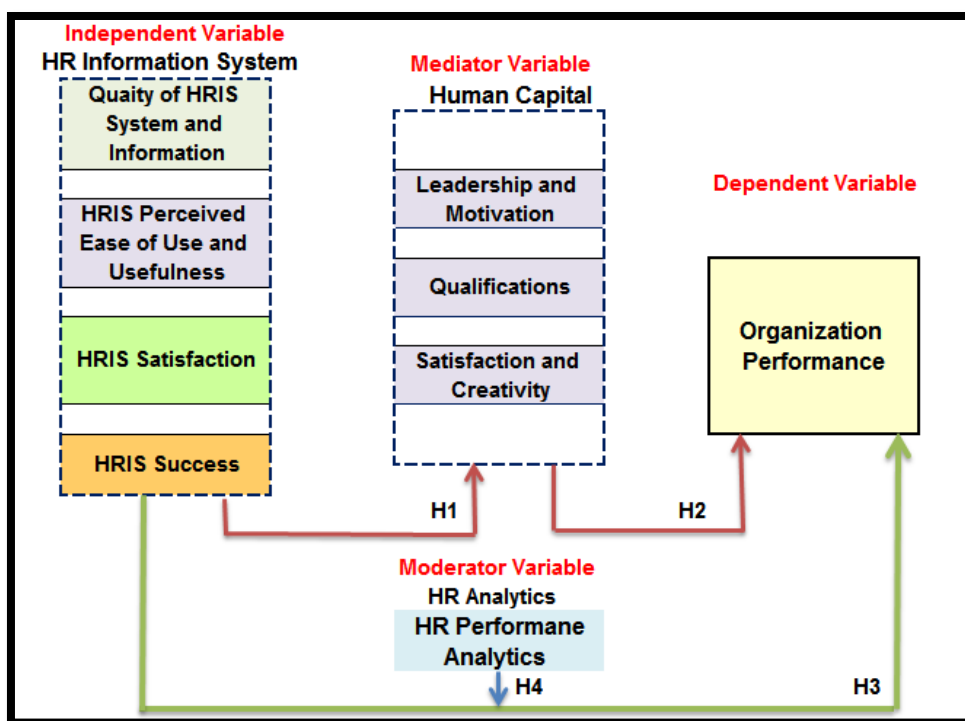 Independent Variable
HR Information System
Quaity of HRIS
System and
Information
HRIS Perceived
Ease of Use and
Usefulness
HRIS Satisfaction
HRIS Success
Mediator Variable
Human Capital
Leadership and
Motivation
Qualifications
Satisfaction and
Creativity
Dependent Variable
Organization
Performance
H1
H2
Moderator Variable
HR Analytics
HR Performane
Analytics
H4
H3